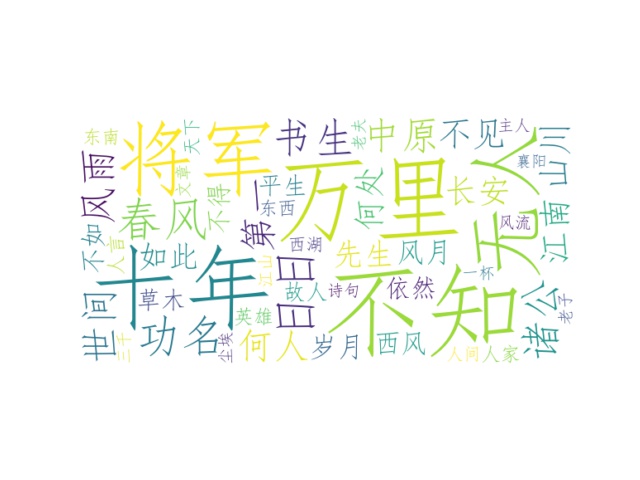 东南
将军
天下
书生
老夫
中原
不见
主人
襄阳
山川
风雨
文章
不得
第一
平生
东西
万里
何处
长安
无人
春风
江南
风流
不如
人言
如此
十年
江山
西湖
日日
先生
风月
不知
一杯
诸公
老子
世间
草木
故人
诗句
依然
三千
功名
尘埃
英雄
何人
岁月
西风
人间
人家